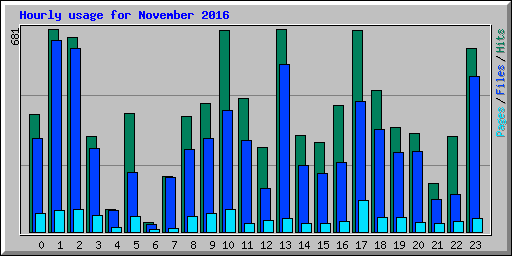 Hourly usage for November 2016
681
Pages/Files/Hits
0 1 2 3 4 5 6 7 8 9 10 11 12 13 14 15 16 17 18 19 20 21 22 23